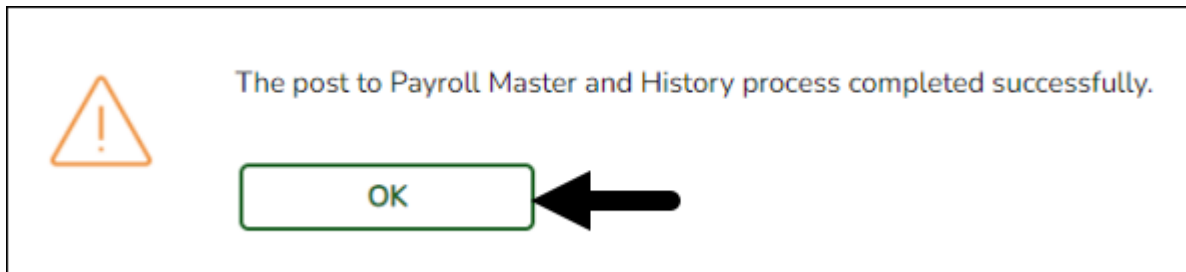 The post to Payroll Master and History process completed successfully.
OK